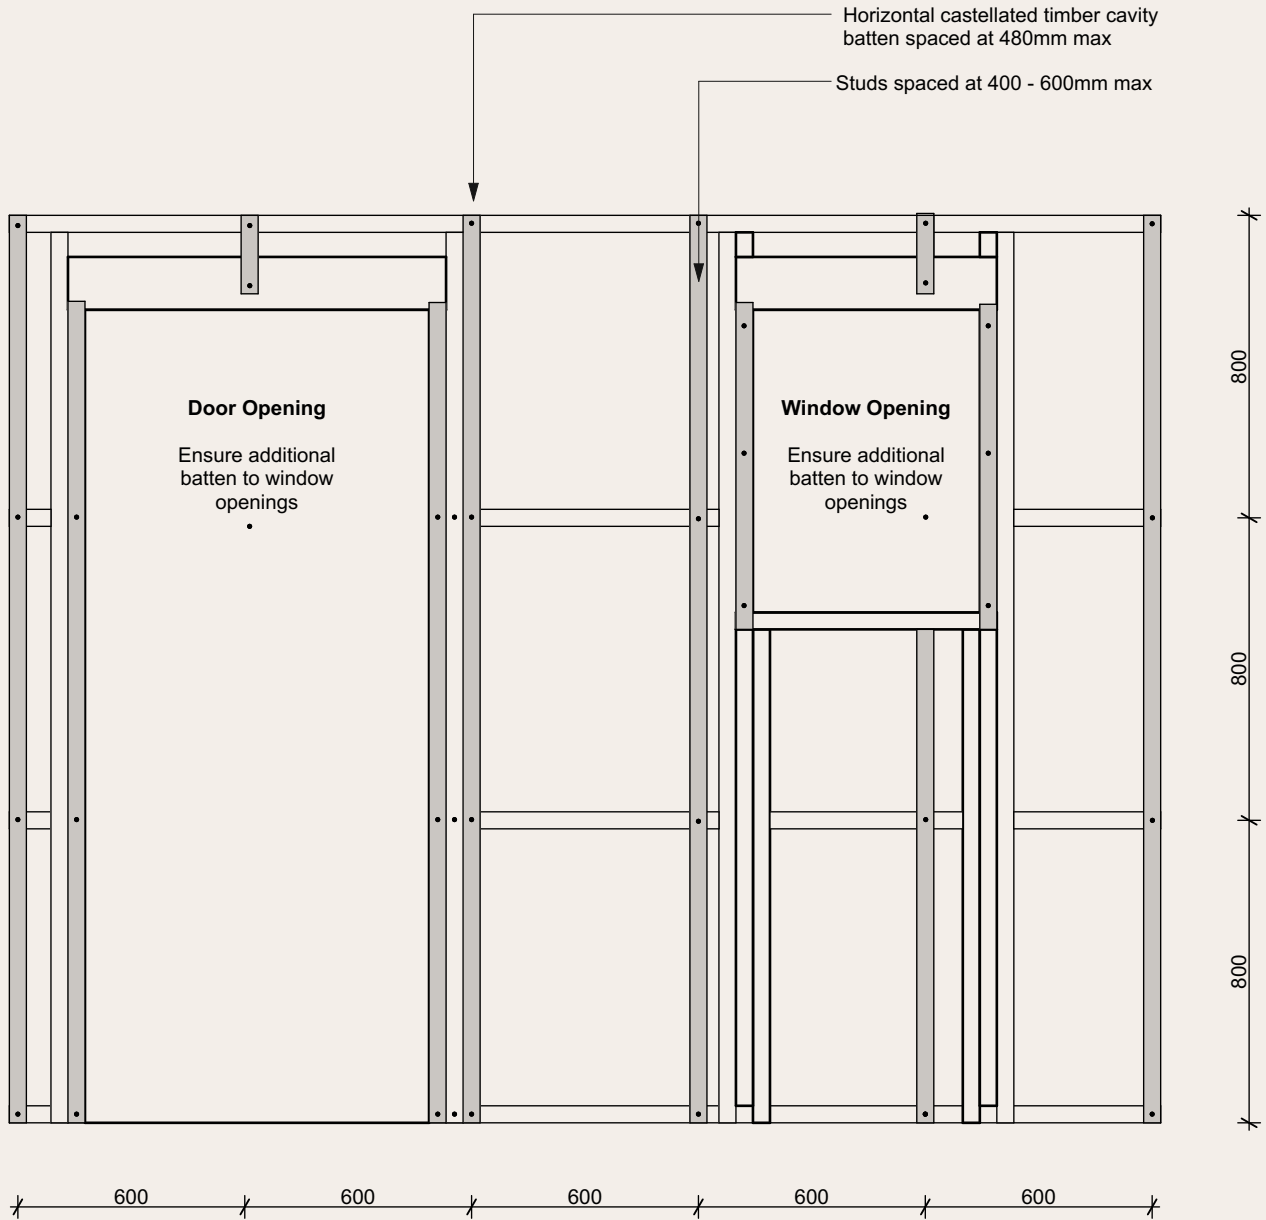 Horizontal castellated timber cavity
batten spaced at 480mm max
Studs spaced at 400 - 600mm max
Door Opening
Ensure additional
batten to window
openings
Window Opening
Ensure additional
batten to window
openings
800
800
800
600
600
600
600
600